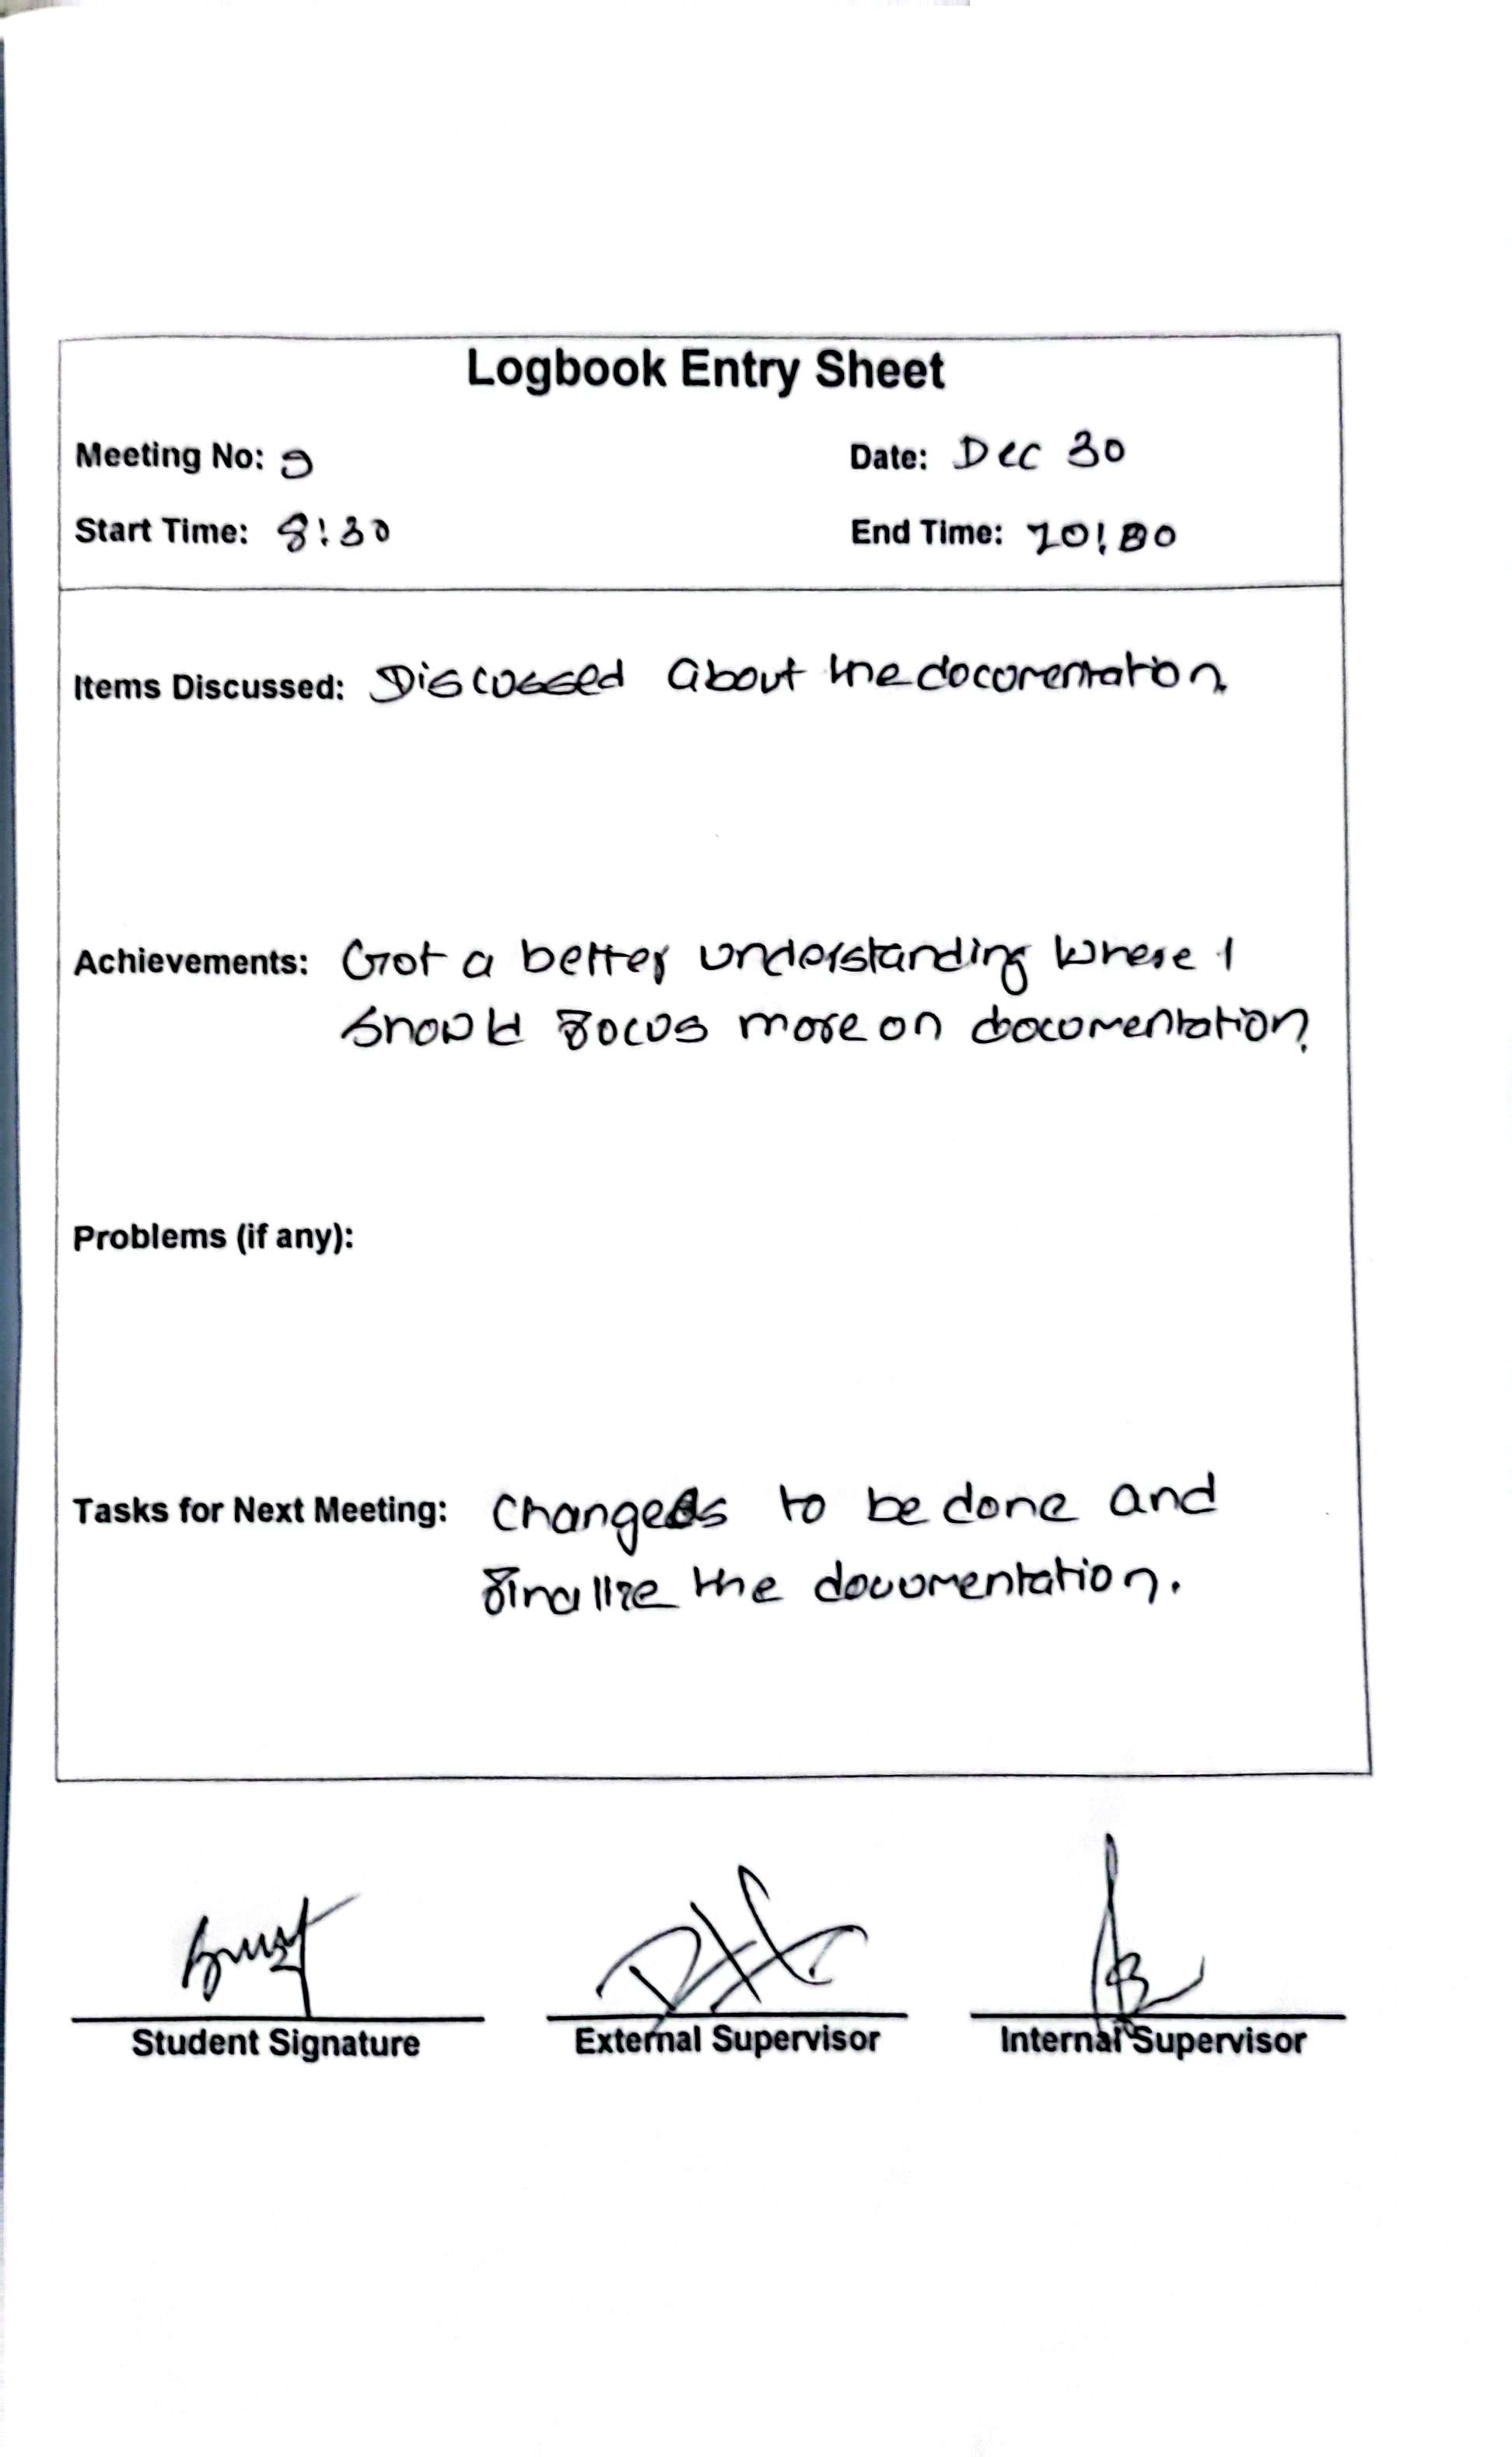 Logbook Entry Sheet
Meeting No: 9 Date: Dec 30
Start Time: 8:30 End Time: 10:
Items Discussed: Discussed about the documentation.
Achievements: Got a better understanding where I
should focus more on documentation.
Problems (if any):
Tasks for Next Meeting: Changes to be done and
finalize the documentation.
Student Signature External Supervisor Internal Supervisor